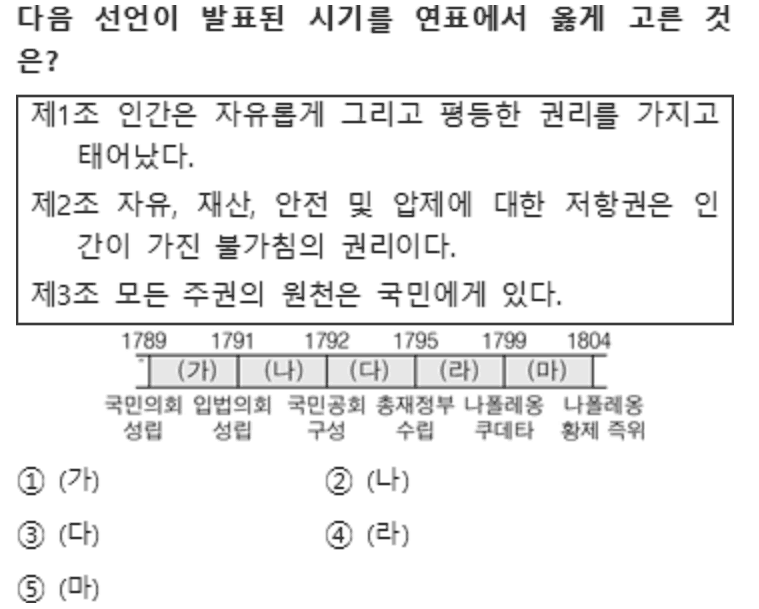 다음 선언이 발표된 시기를 연표에서 옳게 고른 것
은?
제1조 인간은 자유롭게 그리고 평등한 권리를 가지고
태어났다.
제2조 자유, 재산, 안전 및 압제에 대한 저항권은 인
간이 가진 불가침의 권리이다.
제3조 모든 주권의 원천은 국민에게 있다.
1789 1791 1792 1795 1799 1804
(가) (나) (다) (라) (마)
국민의회 입법의회 국민공회 총재정부 나폴레옹 나폴레옹
성립 성립 구성 수립 쿠데타 황제 즉위
① (가) ② (나)
③ (다) ④ (라)
⑤ (마)